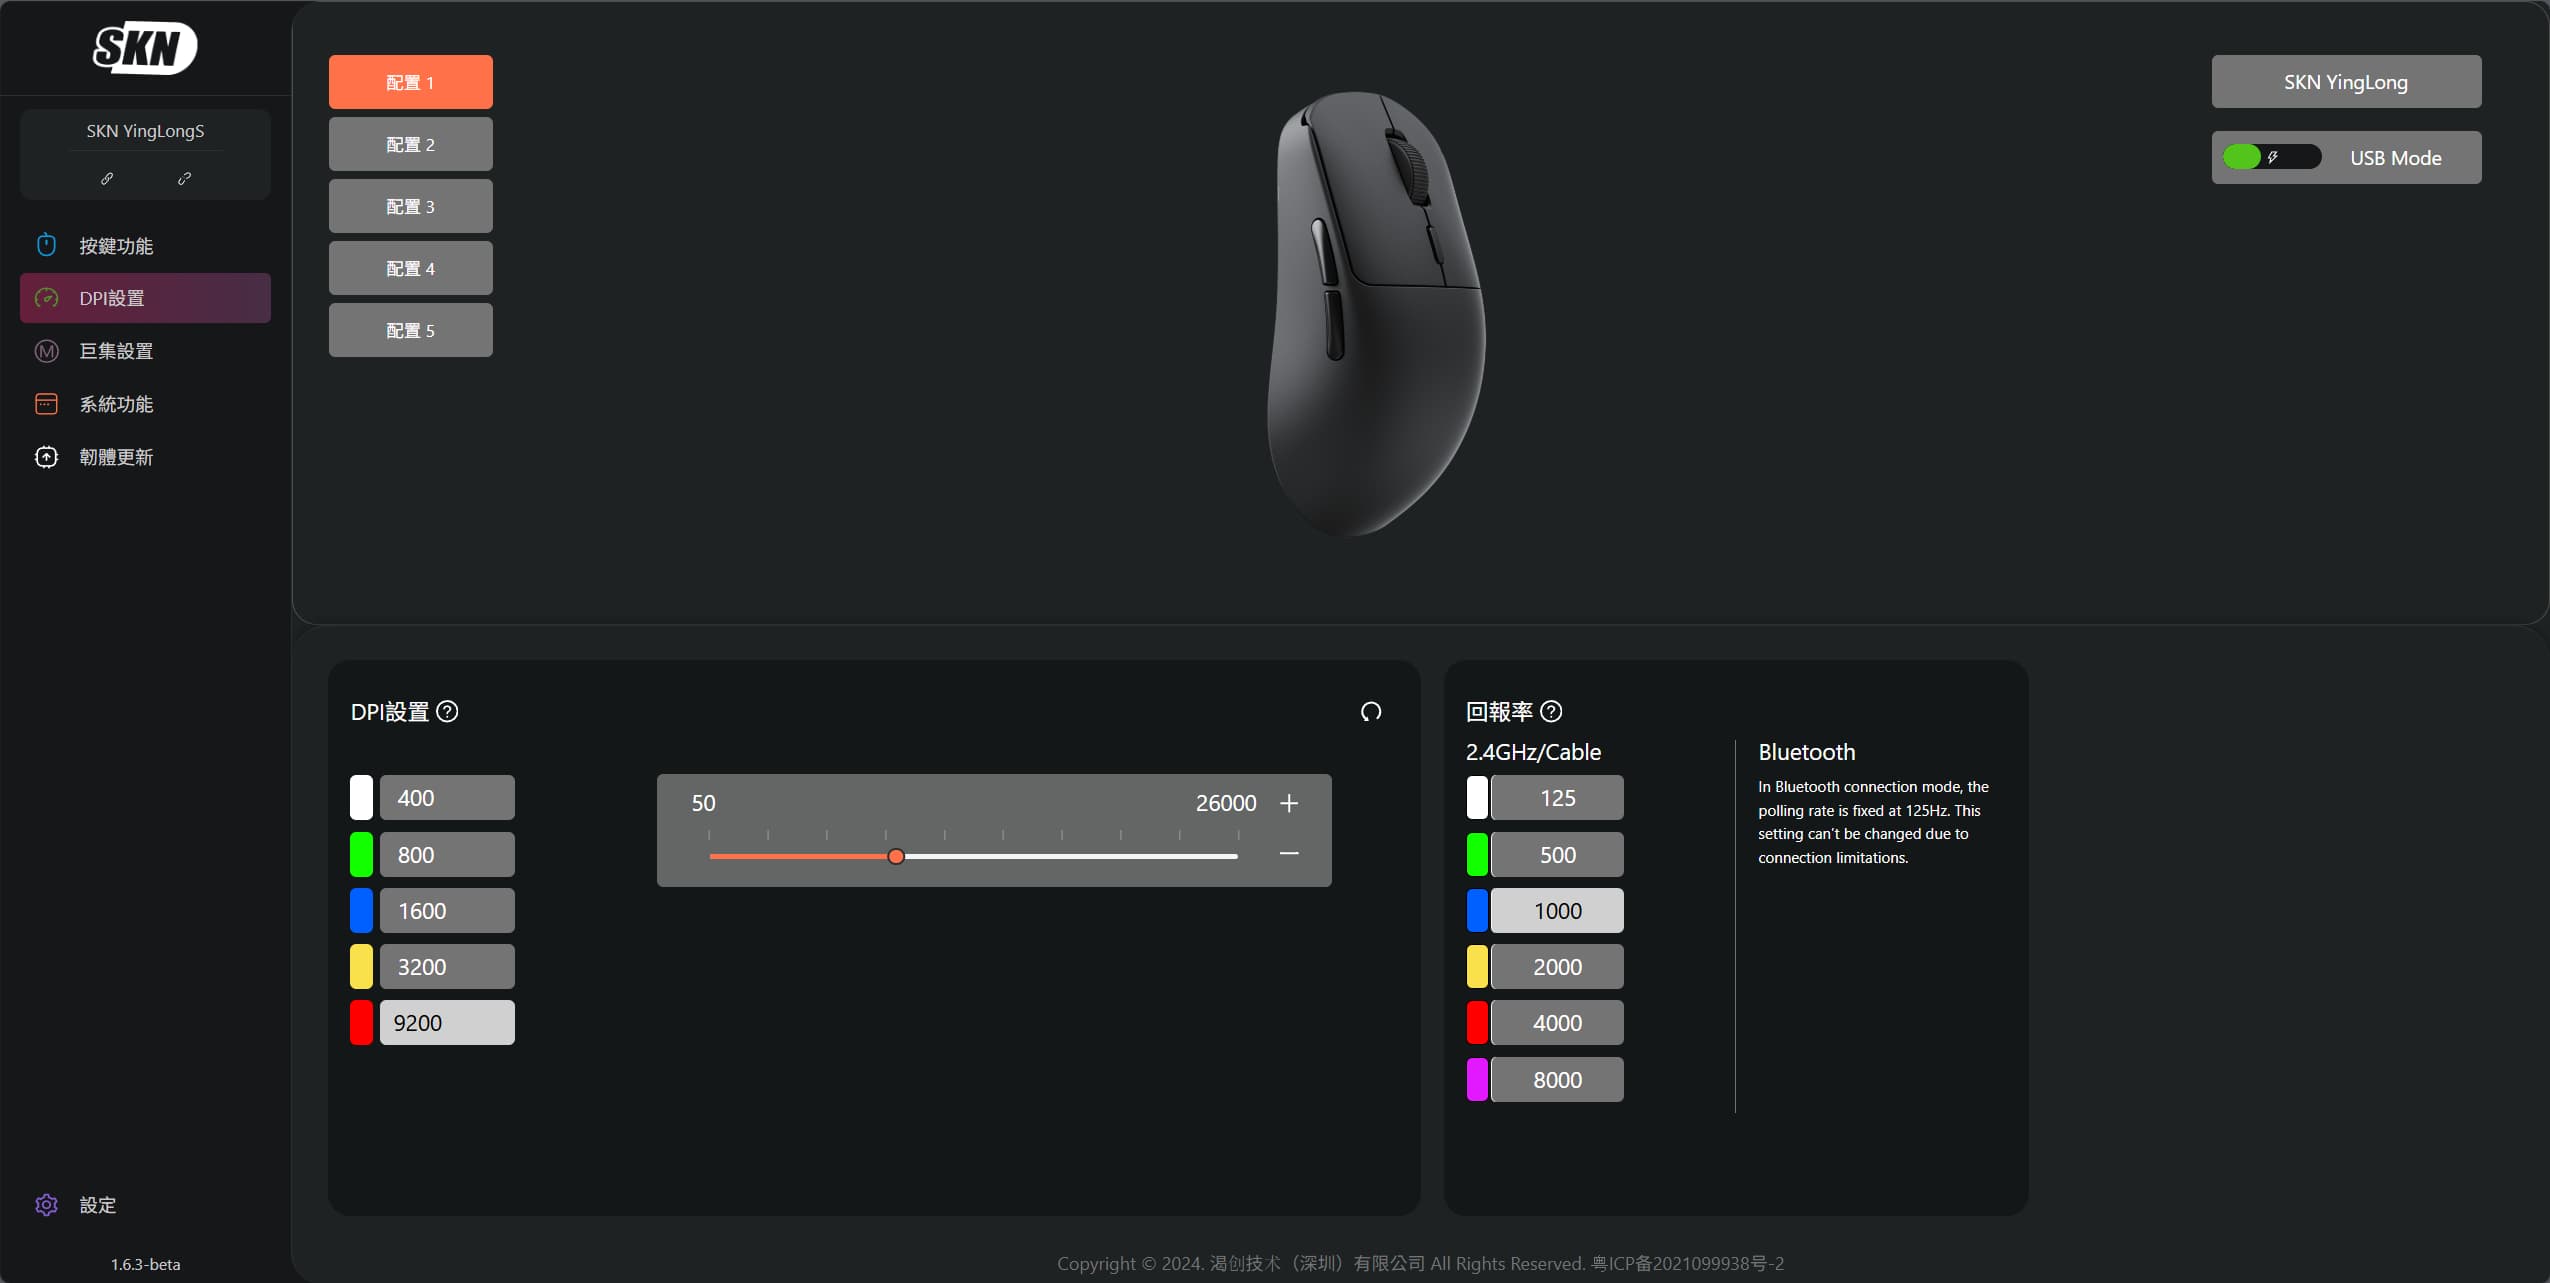 SKN
SKN YingLongS
按鍵功能
DPI設置
巨集設置
系統功能
韌體更新
設定
1.6.3-beta
配置 1
配置 2
配置 3
配置 4
配置 5
SKN YingLong
USB Mode
DPI設置
400
800
1600
3200
9200
50
26000
回報率
2.4GHz/Cable
125
500
1000
2000
4000
8000
Bluetooth
In Bluetooth connection mode, the
polling rate is fixed at 125Hz. This
setting can't be changed due to
connection limitations.
Copyright © 2024. 渴创技术（深圳）有限公司 All Rights Reserved. 粤ICP备2021099938号-2